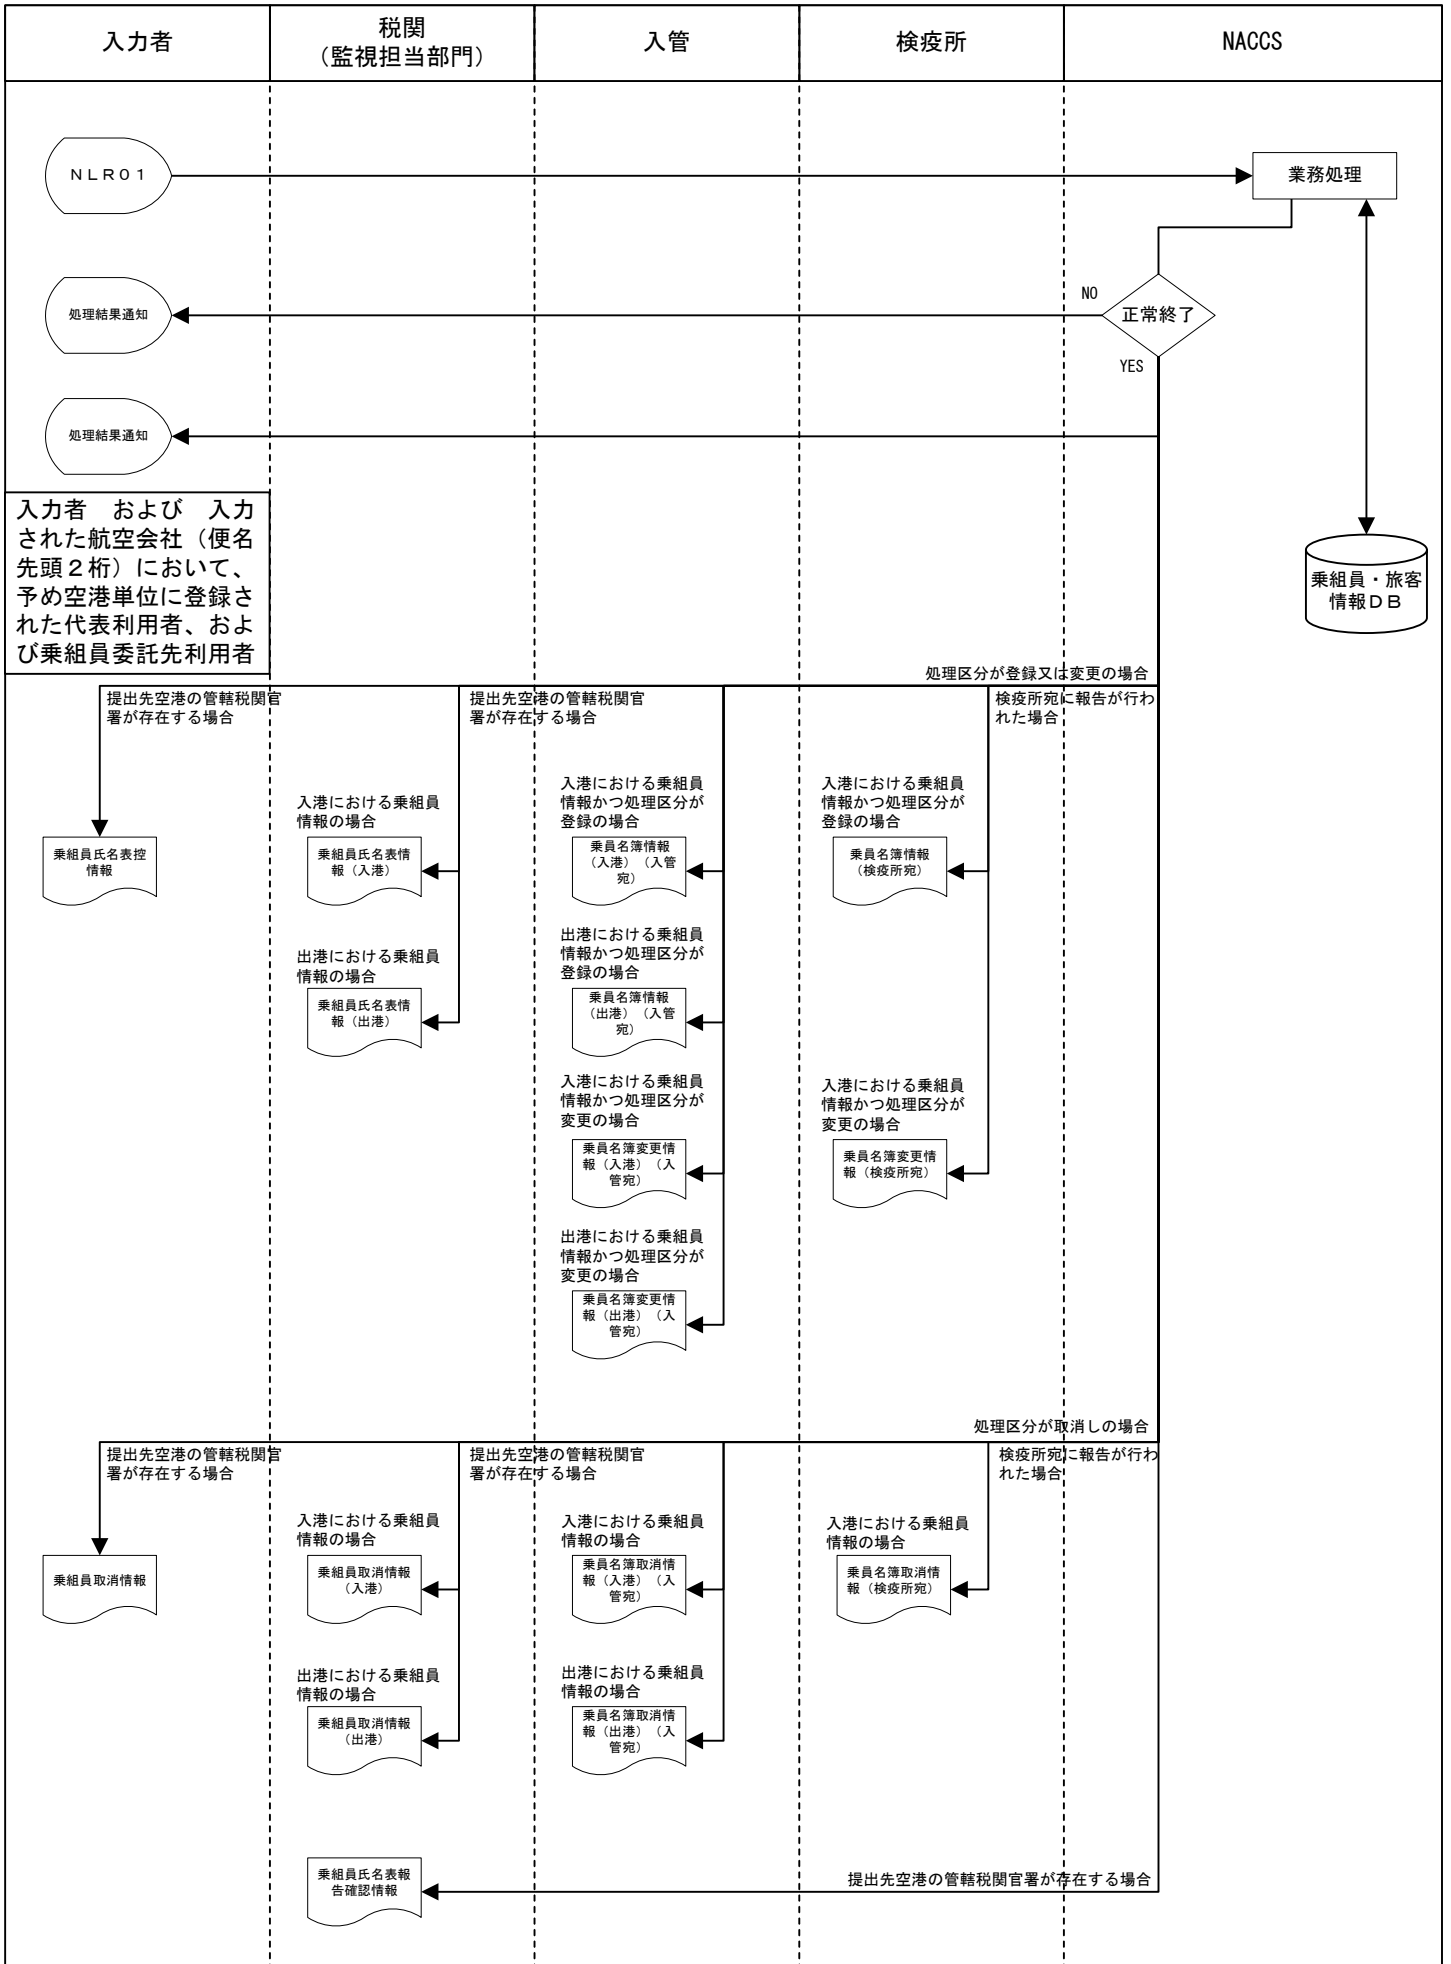 入力者
税関
（監視担当部門）
入管
検疫所
NACCS
ＮＬＲ０１
業務処理
処理結果通知
NO
正常終了
YES
処理結果通知
入力者　および　入力
された航空会社（便名
先頭２桁）において、
予め空港単位に登録さ
れた代表利用者、およ
び乗組員委託先利用者
乗組員・旅客
情報ＤＢ
処理区分が登録又は変更の場合
提出先空港の管轄税関官
署が存在する場合
提出先空港の管轄税関官
署が存在する場合
検疫所宛に報告が行わ
れた場合
乗組員氏名表控
情報
入港における乗組員
情報の場合
乗組員氏名表情
報（入港）
出港における乗組員
情報の場合
乗組員氏名表情
報（出港）
入港における乗組員
情報かつ処理区分が
登録の場合
乗員名簿情報
（入港）（入管
宛）
出港における乗組員
情報かつ処理区分が
登録の場合
乗員名簿情報
（出港）（入管
宛）
入港における乗組員
情報かつ処理区分が
変更の場合
乗員名簿変更情
報（入港）（入
管宛）
出港における乗組員
情報かつ処理区分が
変更の場合
乗員名簿変更情
報（出港）（入
管宛）
入港における乗組員
情報かつ処理区分が
登録の場合
乗員名簿情報
（検疫所宛）
入港における乗組員
情報かつ処理区分が
変更の場合
乗員名簿変更情
報（検疫所宛）
処理区分が取消しの場合
提出先空港の管轄税関官
署が存在する場合
提出先空港の管轄税関官
署が存在する場合
検疫所宛に報告が行わ
れた場合
乗組員取消情報
入港における乗組員
情報の場合
乗組員取消情報
（入港）
出港における乗組員
情報の場合
乗組員取消情報
（出港）
入港における乗組員
情報の場合
乗員名簿取消情
報（入港）（入
管宛）
出港における乗組員
情報の場合
乗員名簿取消情
報（出港）（入
管宛）
入港における乗組員
情報の場合
乗員名簿取消情
報（検疫所宛）
乗組員氏名表報
告確認情報
提出先空港の管轄税関官署が存在する場合